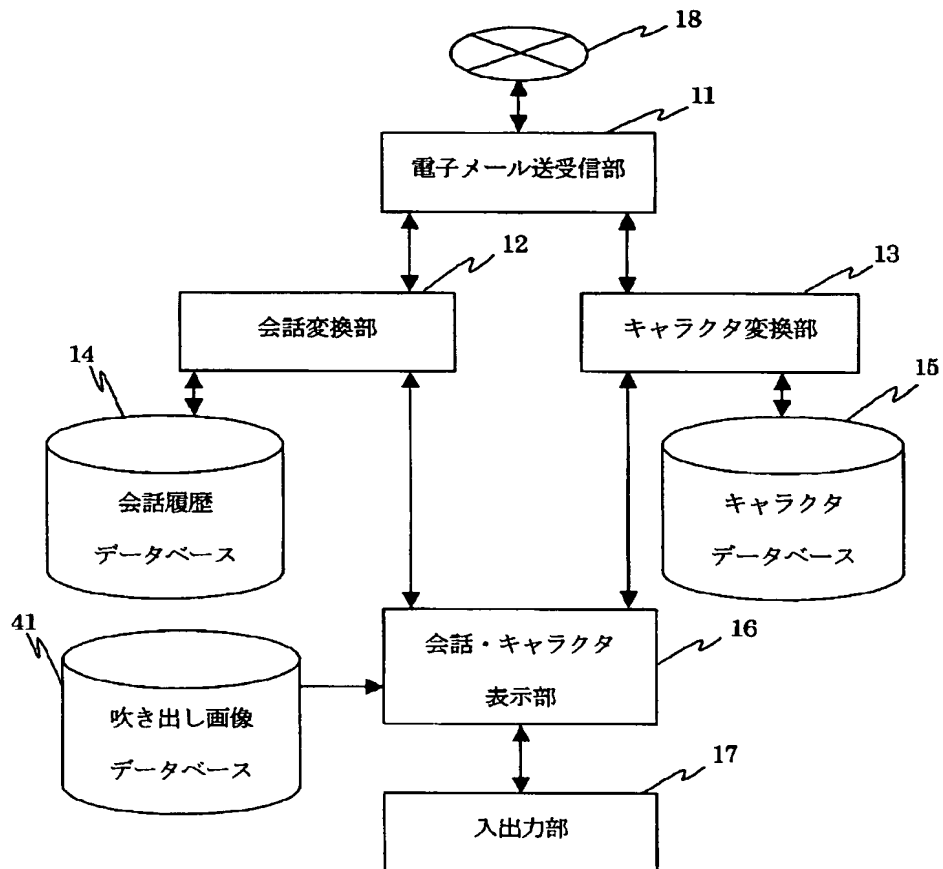 18
11
電子メール送受信部
12
13
会話変換部
キャラクタ変換部
14
15
会話履歴
データベース
キャラクタ
データベース
41
会話・キャラクタ
表示部
16
吹き出し画像
データベース
17
入出力部